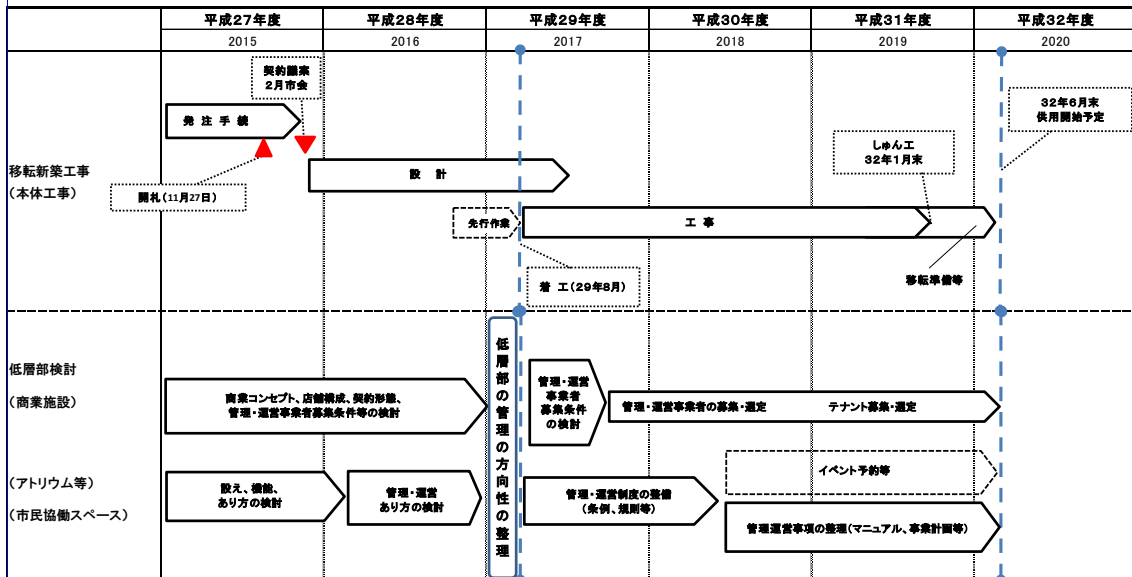 平成27年度 平成28年度 平成29年度 平成30年度 平成31年度 平成32年度
2015 2016 2017 2018 2019 2020
移転新築工事
(本体工事)
契約議案
2月市会
発注手続
開札(11月27日)
設 計
先行作業
工 事
着 工(29年8月)
しゅん工
32年1月末
32年6月末
供用開始予定
移転準備等
低層部の管理の方向性の整理
低層部検討
(商業施設)
商業コンセプト、店舗構成、契約形態、
管理・運営事業者募集条件等の検討
管理・運営
事業者
募集条件
の検討
管理・運営事業者の募集・選定 テナント募集・選定
(アトリウム等)
(市民協働スペース)
設え、機能、
あり方の検討
管理・運営
あり方の検討
管理・運営制度の整備
(条例、規則等)
イベント予約等
管理運営事項の整理(マニュアル、事業計画等)